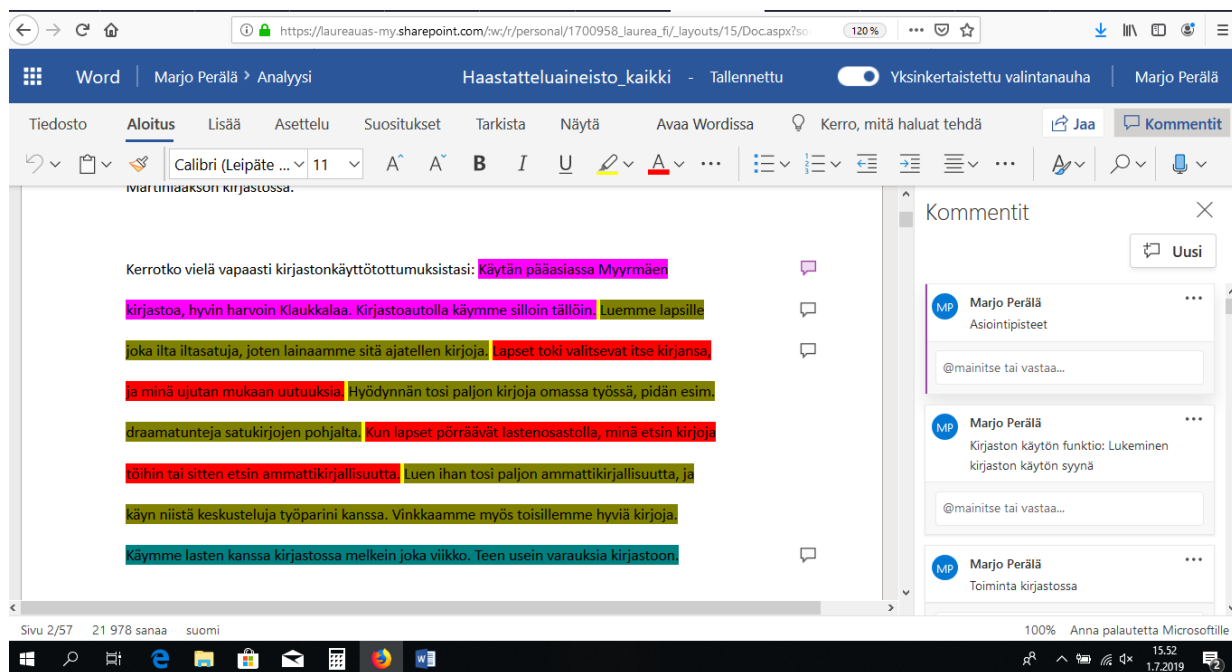 https://laureauas-my.sharepoint.com/:w:/r/personal/1700958_laurea_fi/_layouts/15/Doc.aspx?so
120 %
Word Marjo Perälä > Analyysi Haastatteluaineisto_kaikki - Tallennettu Yksinkertaistettu valintanauha Marjo Perälä
Tiedosto Aloitus Lisää Asettelu Suositukset Tarkista Näyttä Avaa Wordissa Kerro, mitä haluat tehdä Jaa Kommentit
Calibri (Leipäte ... 11 A A B I U A ...
Martinlaakson kirjastossa.
Kerrotko vielä vapaasti kirjastonkäyttötottumuksistasi: Käytän pääasiassa Myyrmäen
kirjastoa, hyvin harvoin Klaukkalaa. Kirjastoautolla käymme silloin tällöin. Luemme lapsille
joka ilta iltasatuja, joten lainaamme sitä ajatellen kirjoja. Lapset toki valitsevat itse kirjansa,
ja minä ujutan mukaan uutuuksia. Hyödynnän tosi paljon kirjoja omassa työssä, pidän esim.
draamatunteja satukirjojen pohjalta. Kun lapset pörräävät lastenosastolla, minä etsin kirjoja
töihin tai sitten etsin ammattikirjallisuutta. Luen ihan tosi paljon ammattikirjallisuutta, ja
käyn niistä keskusteluja työparini kanssa. Vinkkaamme myös toisillemme hyviä kirjoja.
Käymme lasten kanssa kirjastossa melkein joka viikko. Teen usein varauksia kirjastoon.
Kommentit
Uusi
MP Marjo Perälä
Asiointipisteet
@mainitse tai vastaa...
MP Marjo Perälä
Kirjaston käytön funktio: Lukeminen
kirjaston käytön syynä
@mainitse tai vastaa...
MP Marjo Perälä
Toiminta kirjastossa
Sivu 2/57 21 978 sanaa suomi 100% Anna palautetta Microsoftille
15.52
1.7.2019